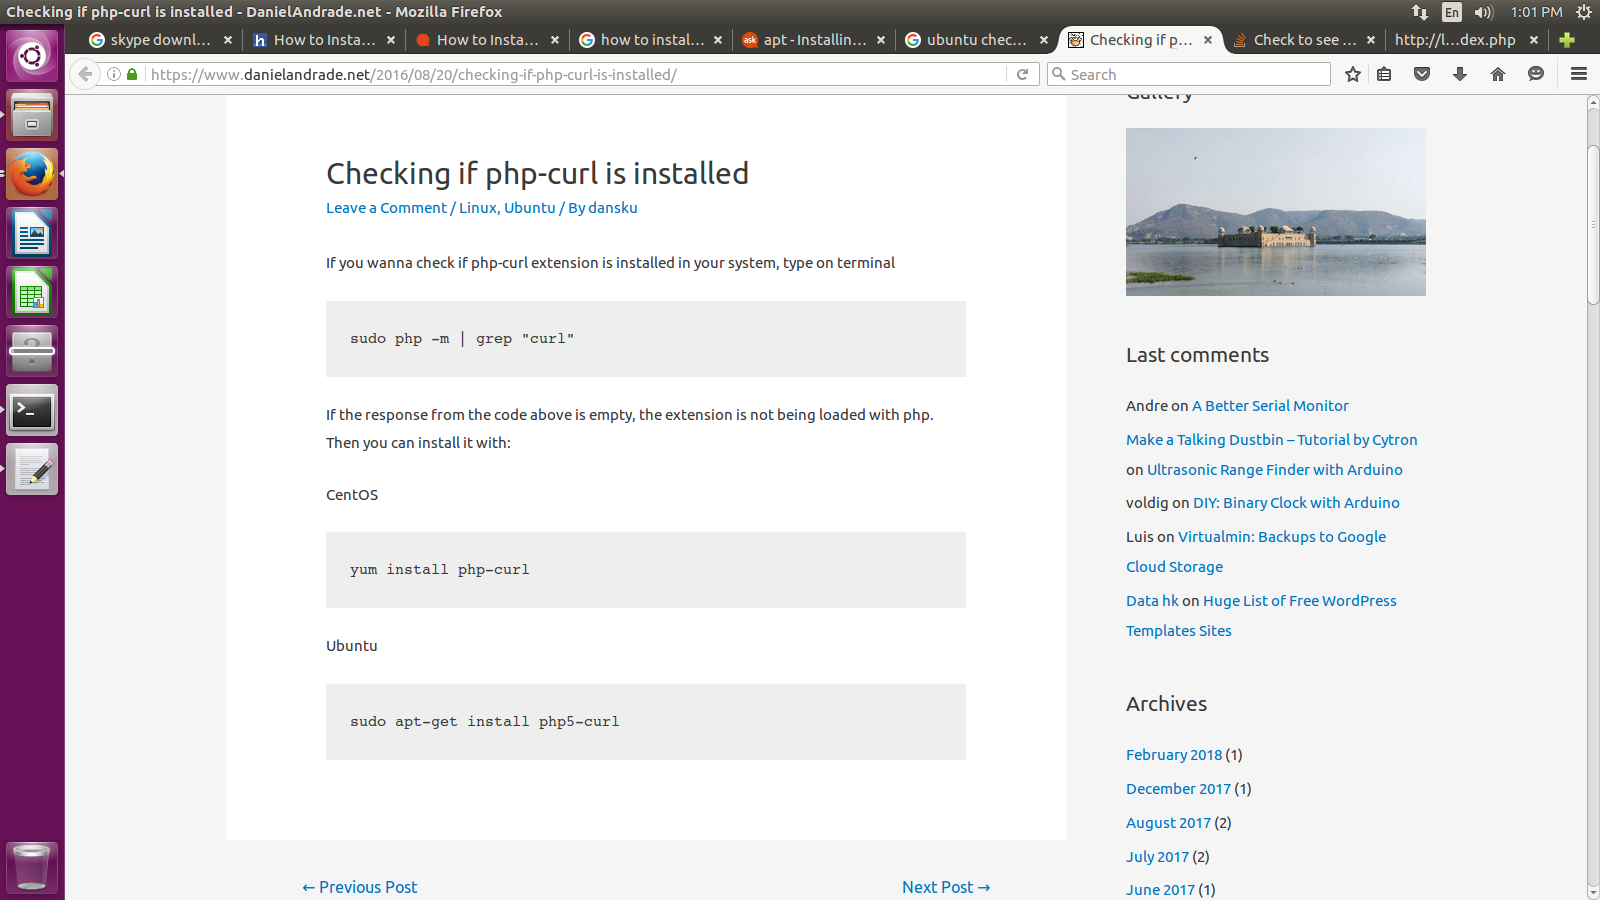 Checking if php-curl is installed - DanielAndrade.net - Mozilla Firefox
En
1:01 PM
skype downl...
How to Insta...
How to Insta...
how to instal...
apt - Installin...
ubuntu chec...
Checking if p...
Check to see ...
http://l...dex.php
https://www.danielandrade.net/2016/08/20/checking-if-php-curl-is-installed/
Search
Checking if php-curl is installed
Leave a Comment / Linux, Ubuntu / By dansku
If you wanna check if php-curl extension is installed in your system, type on terminal
sudo php -m | grep "curl"
If the response from the code above is empty, the extension is not being loaded with php.
Then you can install it with:
CentOS
yum install php-curl
Ubuntu
sudo apt-get install php5-curl
← Previous Post
Next Post →
Gallery
Last comments
Andre on A Better Serial Monitor
Make a Talking Dustbin – Tutorial by Cytron
on Ultrasonic Range Finder with Arduino
voldig on DIY: Binary Clock with Arduino
Luis on Virtualmin: Backups to Google
Cloud Storage
Data hk on Huge List of Free WordPress
Templates Sites
Archives
February 2018 (1)
December 2017 (1)
August 2017 (2)
July 2017 (2)
June 2017 (1)